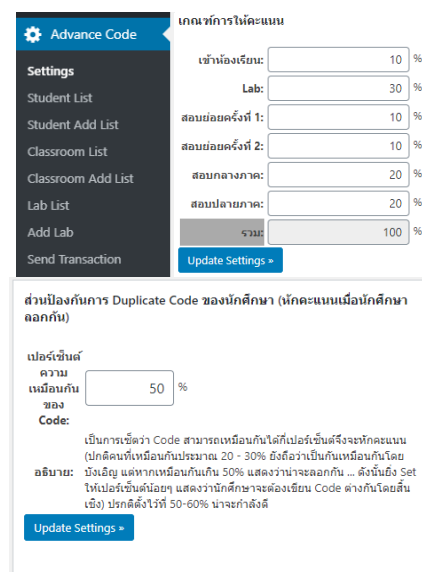 Advance Code
Settings
Student List
Student Add List
Classroom List
Classroom Add List
Lab List
Add Lab
Send Transaction
เกณฑ์การให้คะแนน
เข้าห้องเรียน: 10 %
Lab: 30 %
สอบย่อยครั้งที่ 1: 10 %
สอบย่อยครั้งที่ 2: 10 %
สอบกลางภาค: 20 %
สอบปลายภาค: 20 %
รวม: 100 %
Update Settings »
ส่วนป้องกันการ Duplicate Code ของนักศึกษา (หักคะแนนเมื่อนักศึกษา
ลอกกัน)
เปอร์เซ็นต์
ความ
เหมือนกัน
ของ
Code:
50 %
อธิบาย:
เป็นการเซ็ตว่า Code สามารถเหมือนกันได้กี่เปอร์เซ็นต์จึงจะหักคะแนน
(ปกติคนที่เหมือนกันประมาณ 20 - 30% ยังถือว่าเป็นกันเหมือนกันโดย
บังเอิญ แต่หากเหมือนกันเกิน 50% แสดงว่าน่าจะลอกกัน ... ดังนั้นยิ่ง Set
ให้เปอร์เซ็นต์น้อยๆ แสดงว่านักศึกษาจะต้องเขียน Code ต่างกันโดยสิ้น
เชิง) ปรกติตั้งไว้ที่ 50-60% น่าจะกำลังดี
Update Settings »